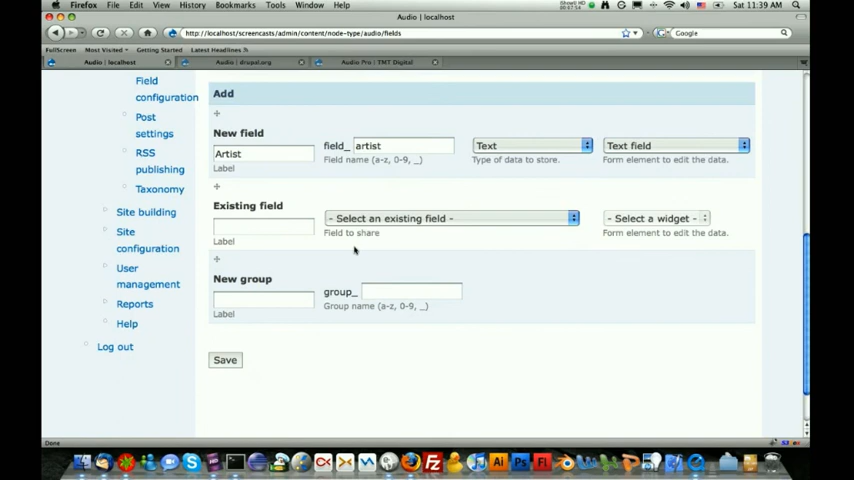 Firefox File Edit View History Bookmarks Tools Window Help
Sat 11:39 AM
Audio | localhost
http://localhost/screencasts/admin/content/node-type/audio/fields
Google
FullScreen Most Visited Getting Started Latest Headlines
Audio | localhost
Audio | drupal.org
Audio Pro | TMT Digital
Field
configuration
Post
settings
RSS
publishing
Taxonomy
Site building
Site
configuration
User
management
Reports
Help
Log out
Add
New field
Artist
Label
field_ artist
Field name (a-z, 0-9, _)
Text
Type of data to store.
Text field
Form element to edit the data.
Existing field
Label
- Select an existing field -
Field to share
- Select a widget -
Form element to edit the data.
New group
Label
group_
Group name (a-z, 0-9, _)
Save
Done